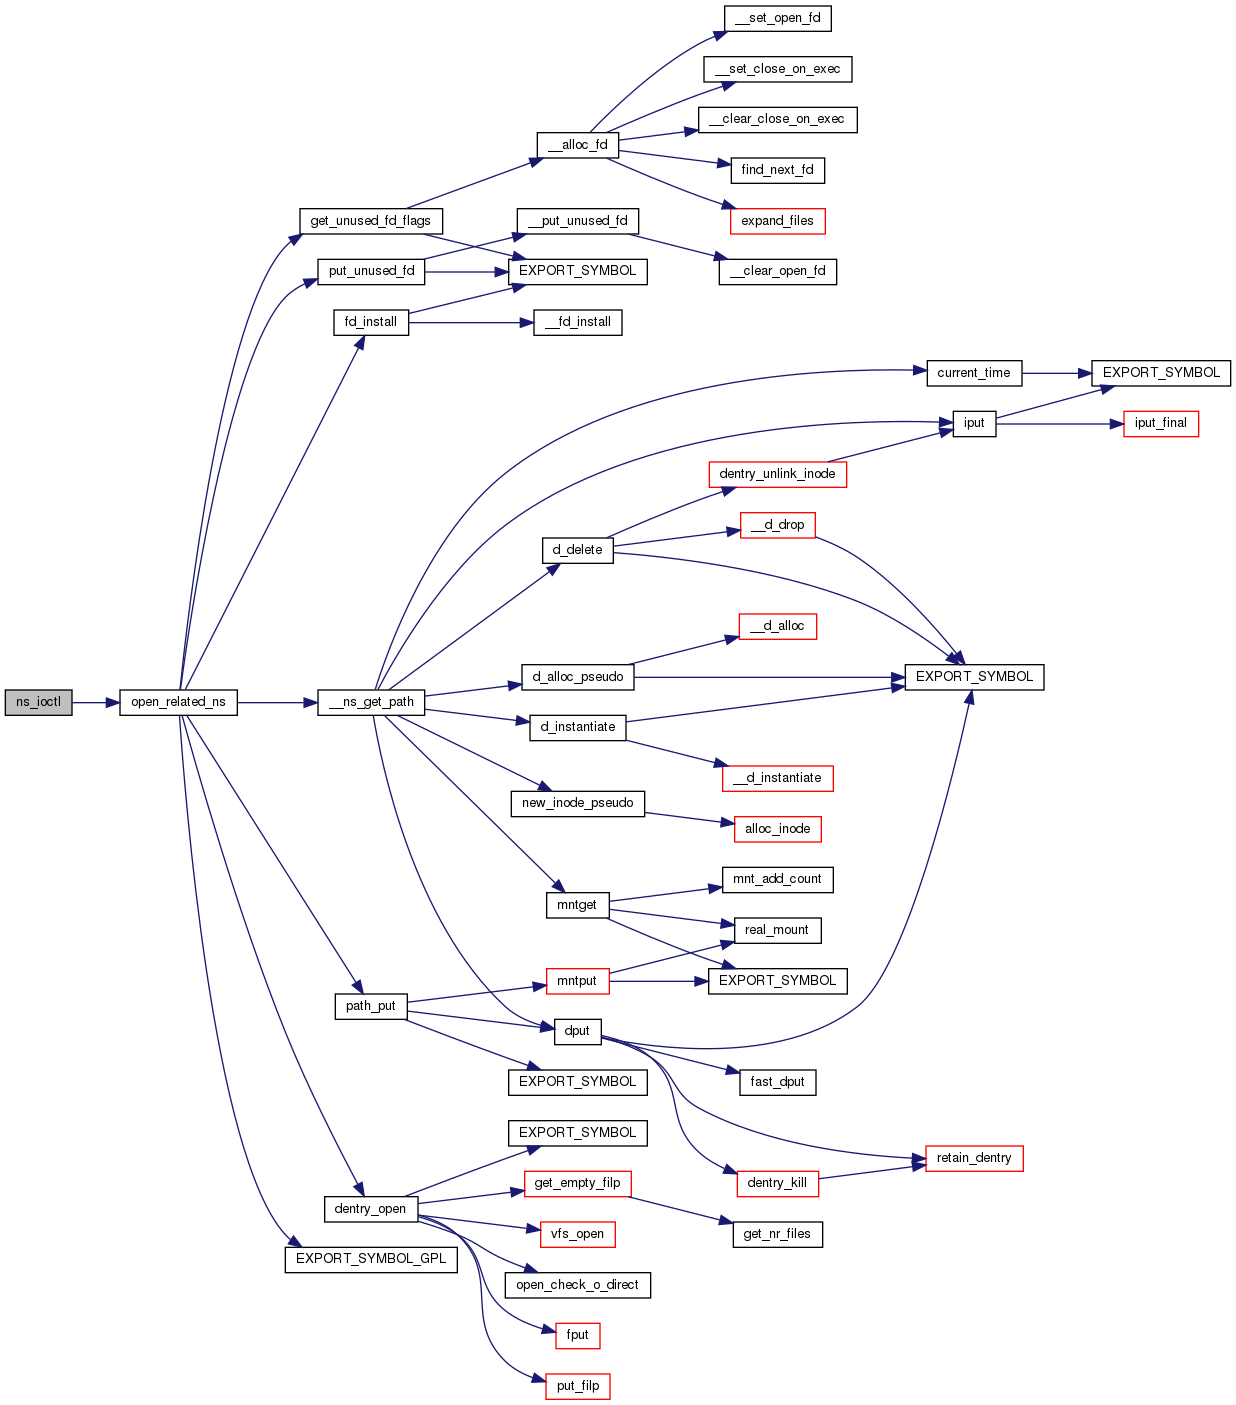 __set_open_fd
__set_close_on_exec
__clear_close_on_exec
__alloc_fd
find_next_fd
get_unused_fd_flags
__put_unused_fd
expand_files
put_unused_fd
EXPORT_SYMBOL
__clear_open_fd
fd_install
__fd_install
current_time
EXPORT_SYMBOL
iput
iput_final
dentry_unlink_inode
__d_drop
d_delete
__d_alloc
d_alloc_pseudo
EXPORT_SYMBOL
ns_ioctl
open_related_ns
__ns_get_path
d_instantiate
__d_instantiate
new_inode_pseudo
alloc_inode
mnt_add_count
mntget
real_mount
mntput
EXPORT_SYMBOL
path_put
dput
EXPORT_SYMBOL
fast_dput
EXPORT_SYMBOL
retain_dentry
get_empty_filp
dentry_kill
dentry_open
vfs_open
get_nr_files
EXPORT_SYMBOL_GPL
open_check_o_direct
fput
put_filp